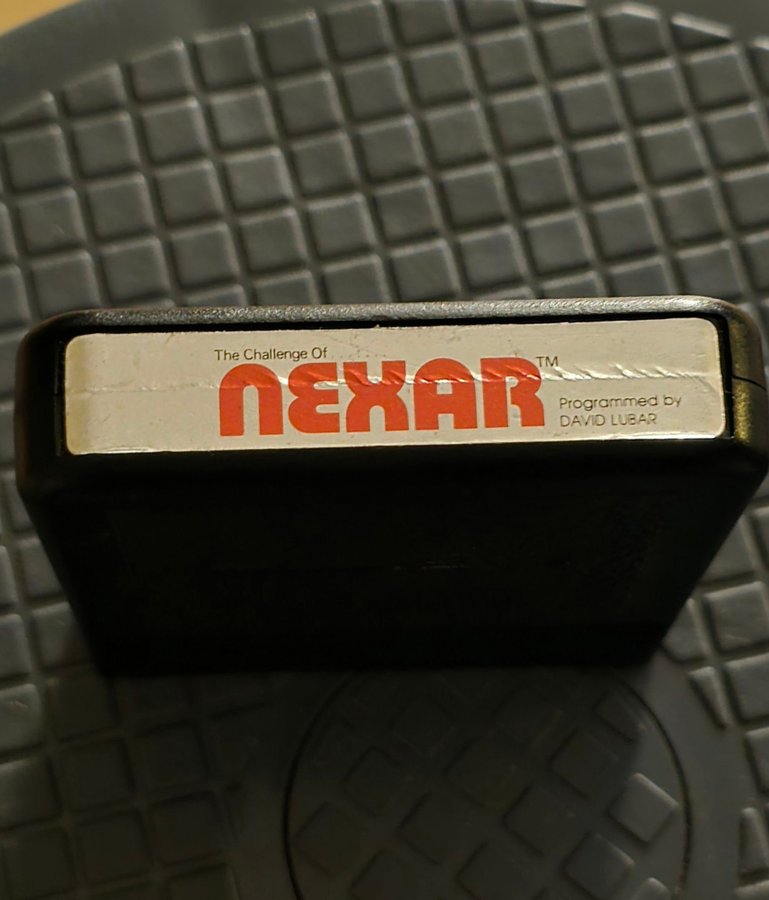 The Challenge Of
NEXAR™
Programmed by
DAVID LUBAR